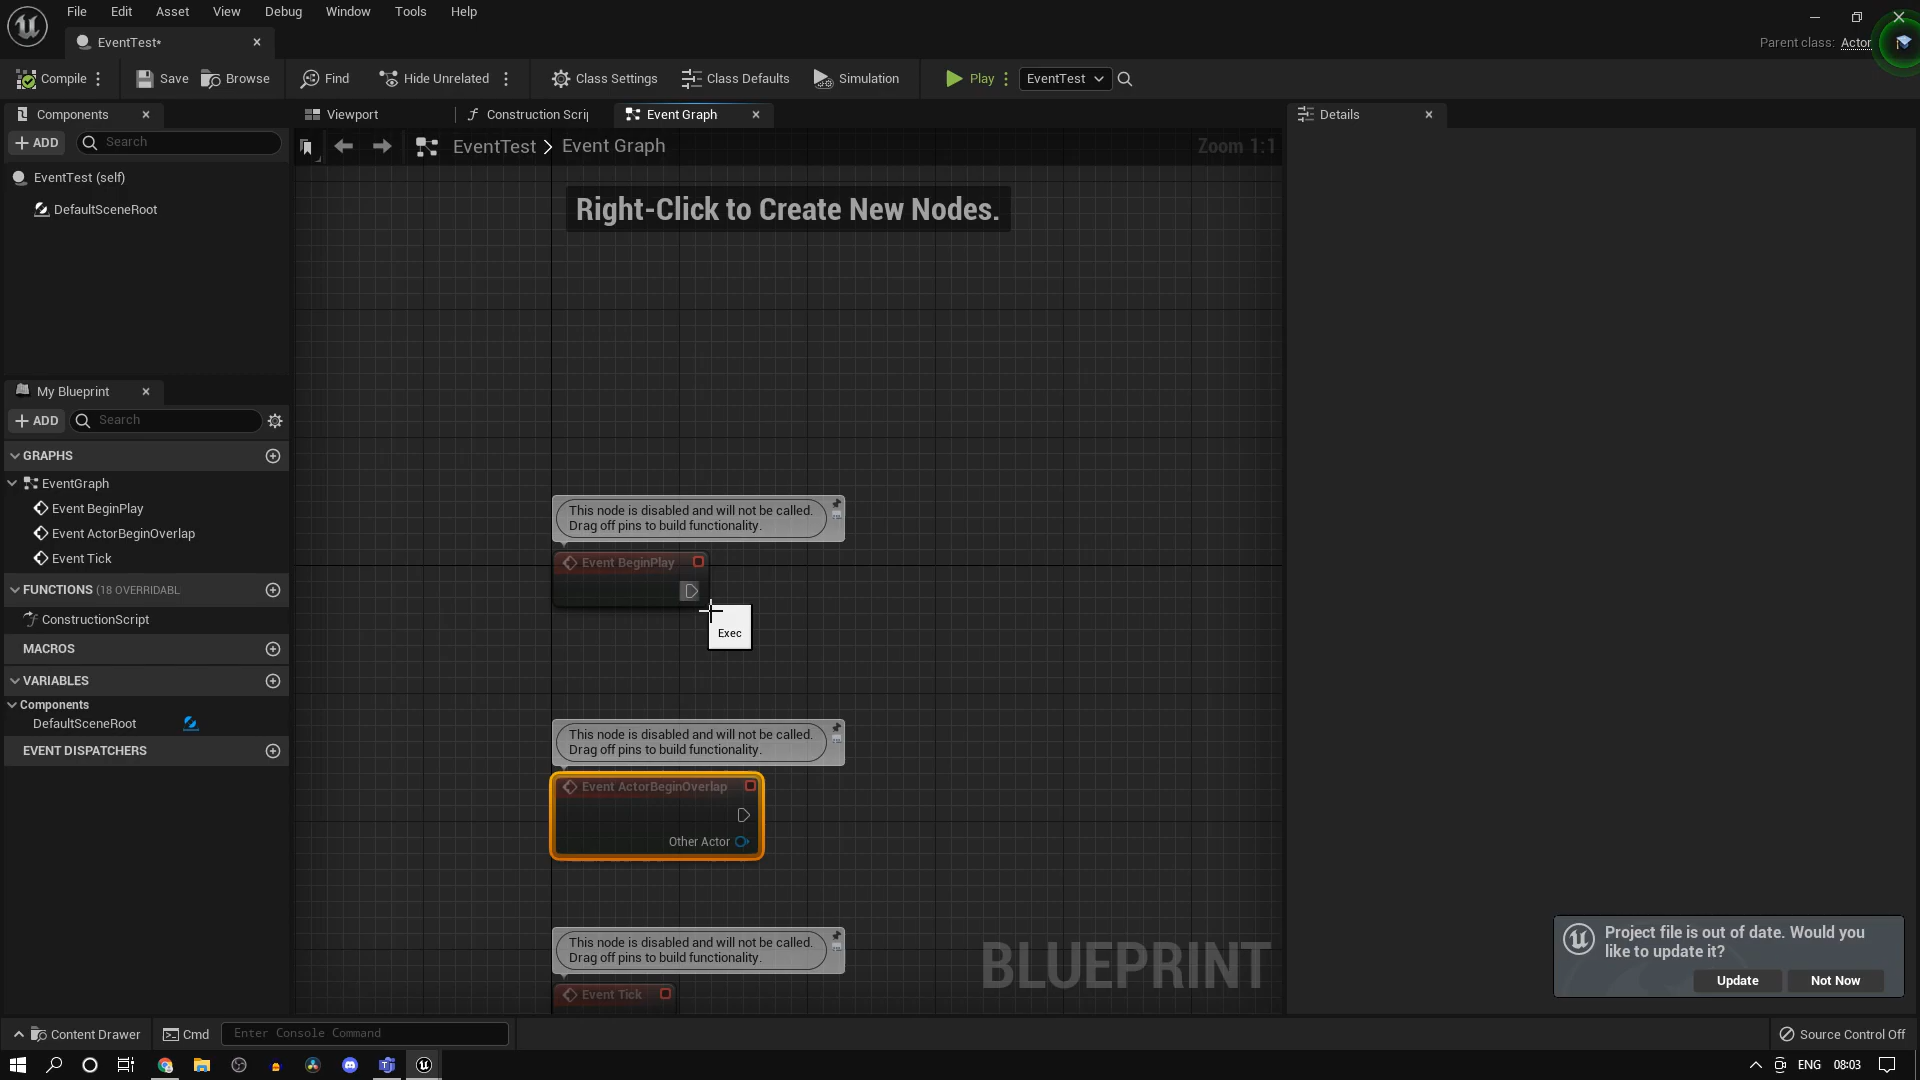 File Edit Asset View Debug Window Tools Help
EventTest*
Parent class: Actor
Compile Save Browse Find Hide Unrelated Class Settings Class Defaults Simulation Play EventTest
Components
Viewport Construction Scrip Event Graph
Details
ADD Search
EventTest > Event Graph
Zoom 1:1
EventTest (self)
DefaultSceneRoot
Right-Click to Create New Nodes.
My Blueprint
ADD Search
GRAPHS
EventGraph
Event BeginPlay
Event ActorBeginOverlap
Event Tick
FUNCTIONS (18 OVERRIDABL
ConstructionScript
MACROS
VARIABLES
Components
DefaultSceneRoot
EVENT DISPATCHERS
This node is disabled and will not be called.
Drag off pins to build functionality.
Event BeginPlay
Exec
This node is disabled and will not be called.
Drag off pins to build functionality.
Event ActorBeginOverlap
Other Actor
This node is disabled and will not be called.
Drag off pins to build functionality.
Event Tick
BLUEPRINT
Project file is out of date. Would you
like to update it?
Update Not Now
Content Drawer Cmd Enter Console Command
Source Control Off
ENG 08:03